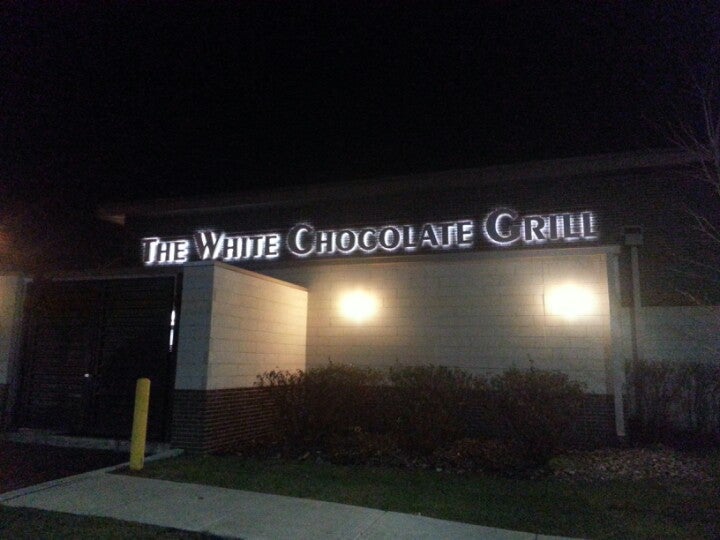 THE WHITE CHOCOLATE GRILL